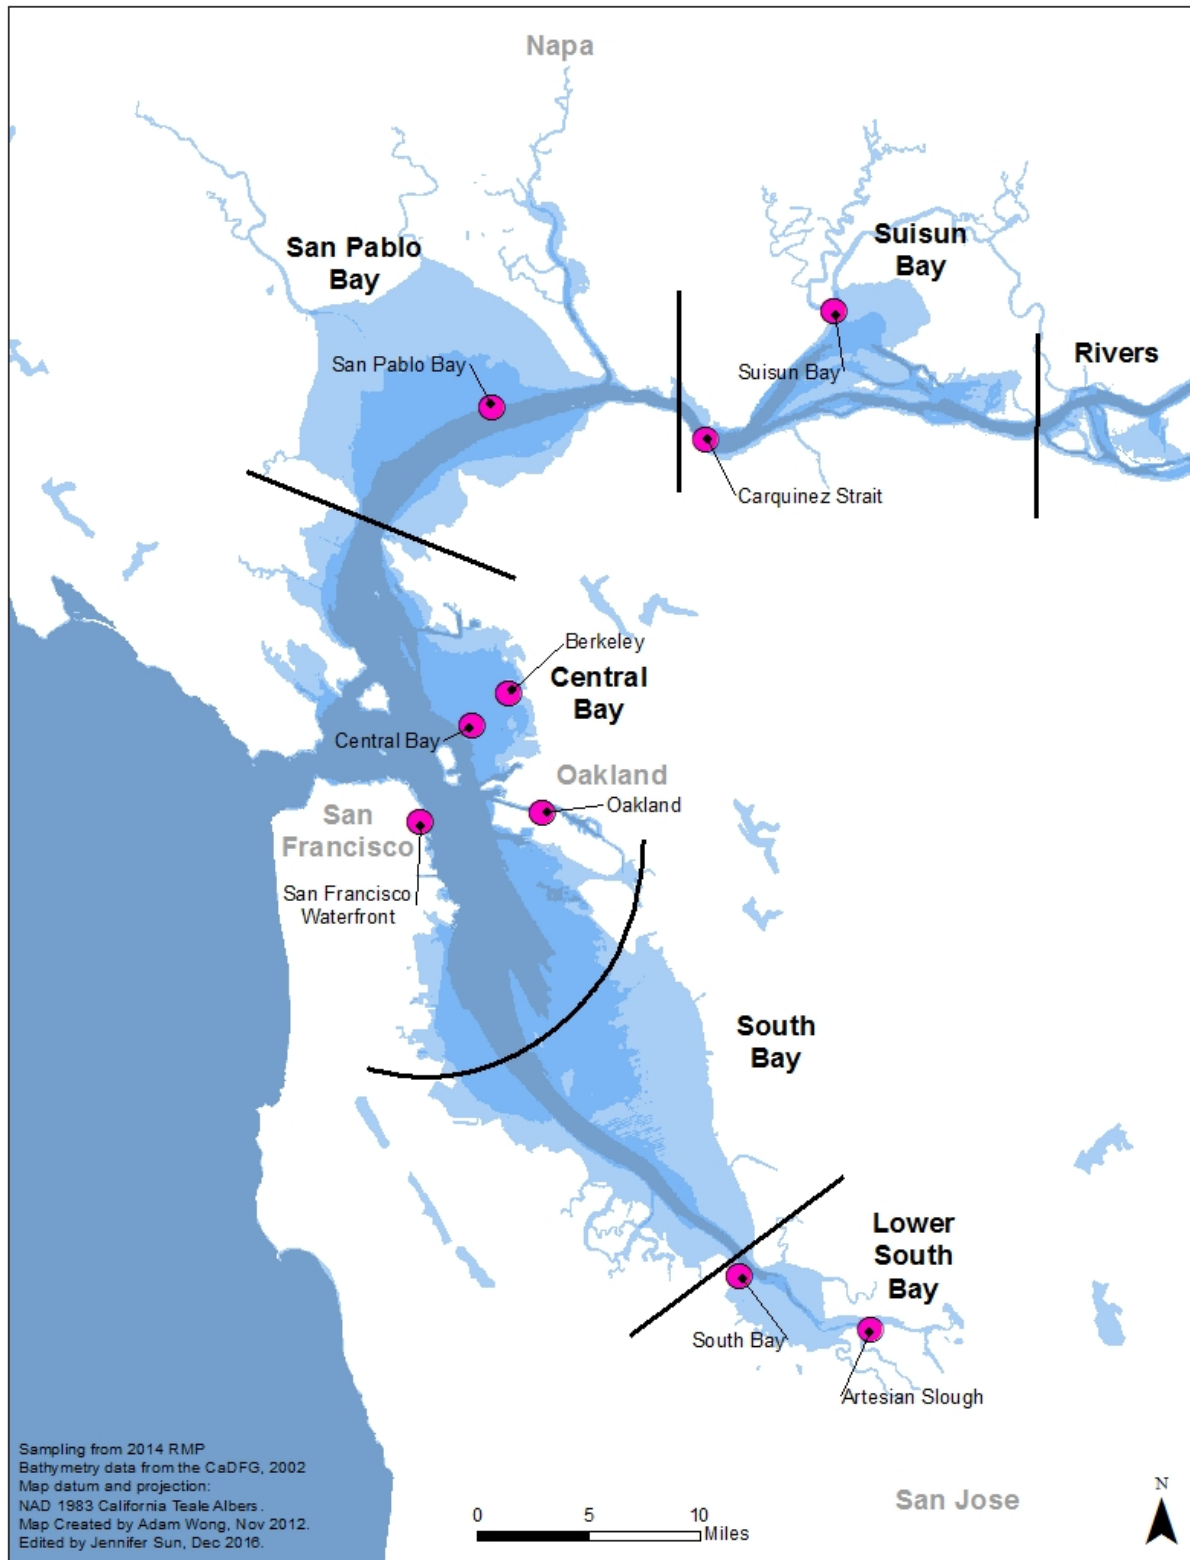 Napa
San Pablo
Bay
Suisun
Bay
San Pablo Bay
Suisun Bay
Rivers
Carquinez Strait
Berkeley
Central
Bay
Central Bay
Oakland
Oakland
San
Francisco
San Francisco
Waterfront
South
Bay
Lower
South
Bay
South Bay
Artesian Slough
Sampling from 2014 RMP
Bathymetry data from the CaDFG, 2002
Map datum and projection:
NAD 1983 California Teale Albers.
Map Created by Adam Wong, Nov 2012.
Edited by Jennifer Sun, Dec 2016.
0 5 10
Miles
San Jose
N